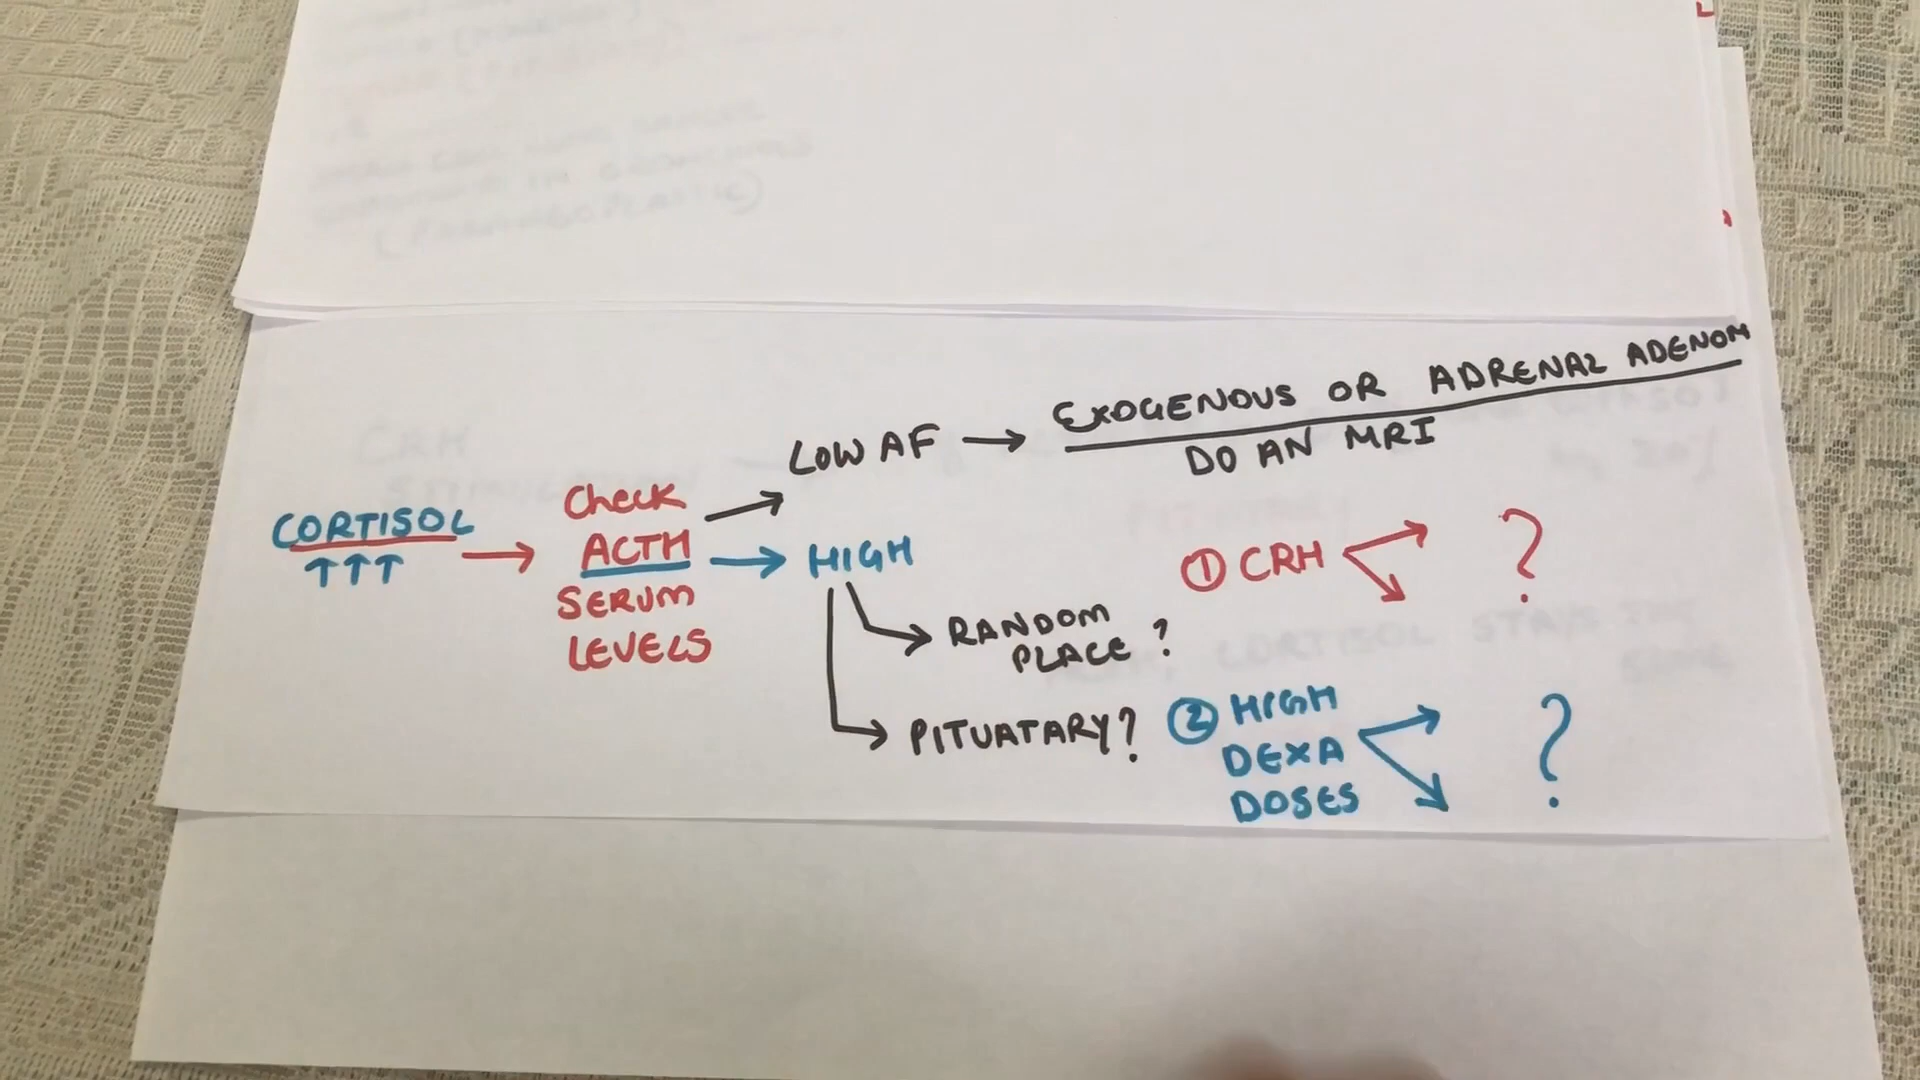 EXOGENOUS OR ADRENAL ADENOM
DO AN MRI
LOW AF
CORTISOL
↑↑↑
Check
ACTH
SERUM
LEVELS
HIGH
RANDOM
PLACE ?
PITUATARY?
① CRH
?
② HIGH
DEXA
DOSES
?